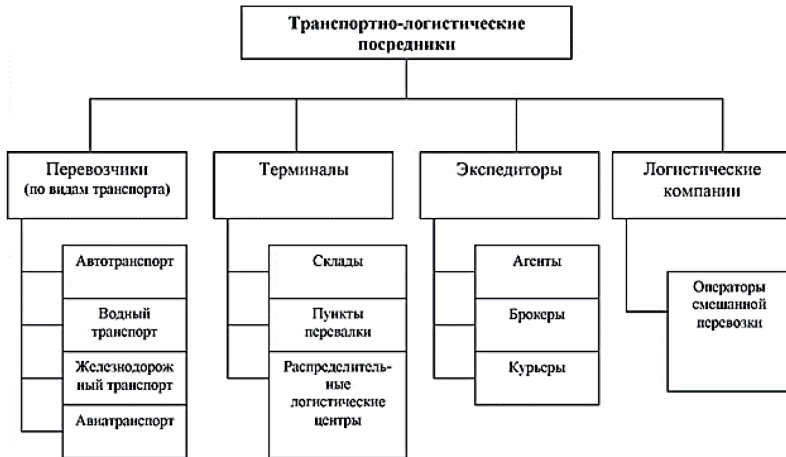 Транспортно-логистические
посредники
Перевозчики
(по видам транспорта)
Терминалы
Экспедиторы
Логистические
компании
Автотранспорт
Водный
транспорт
Железнодорож
ный транспорт
Авиатранспорт
Склады
Пункты
перевалки
Распределитель-
ные
логистические
центры
Агенты
Брокеры
Курьеры
Операторы
смешанной
перевозки